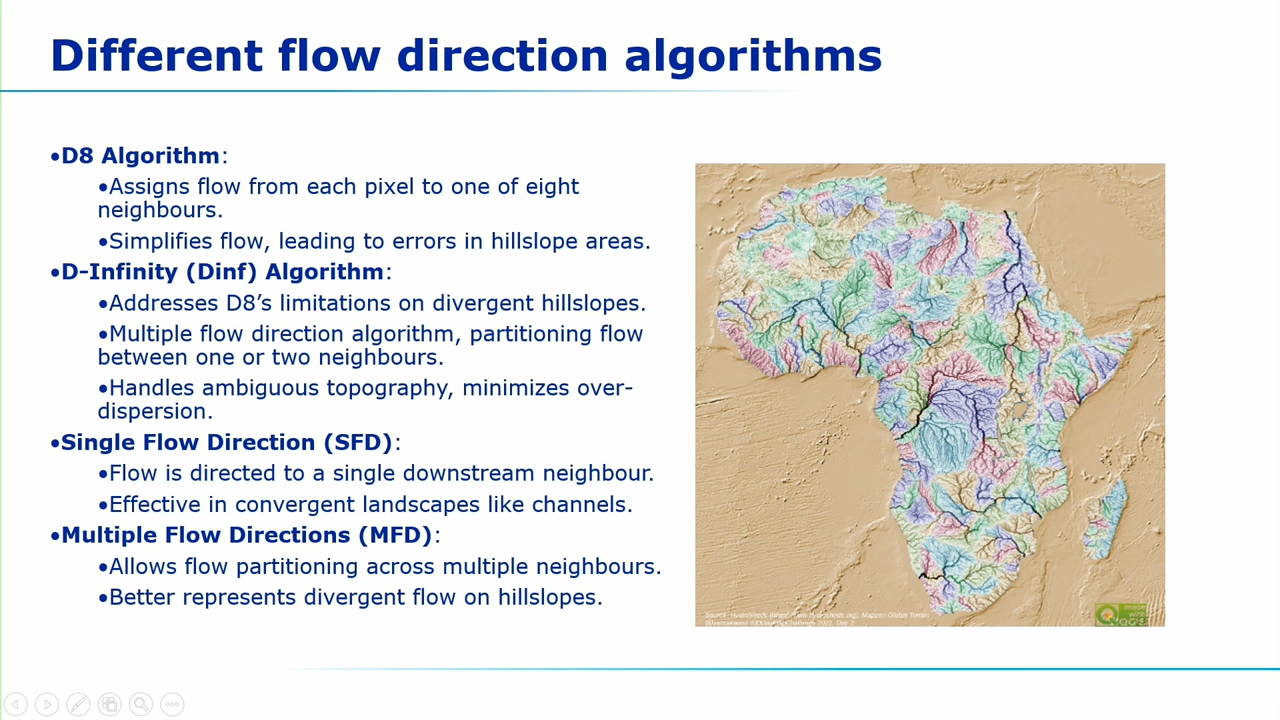 Different flow direction algorithms
•D8 Algorithm:
•Assigns flow from each pixel to one of eight
neighbours.
•Simplifies flow, leading to errors in hillslope areas.
•D-Infinity (Dinf) Algorithm:
•Addresses D8’s limitations on divergent hillslopes.
•Multiple flow direction algorithm, partitioning flow
between one or two neighbours.
•Handles ambiguous topography, minimizes over-
dispersion.
•Single Flow Direction (SFD):
•Flow is directed to a single downstream neighbour.
•Effective in convergent landscapes like channels.
•Multiple Flow Directions (MFD):
•Allows flow partitioning across multiple neighbours.
•Better represents divergent flow on hillslopes.
made
with
QGIS